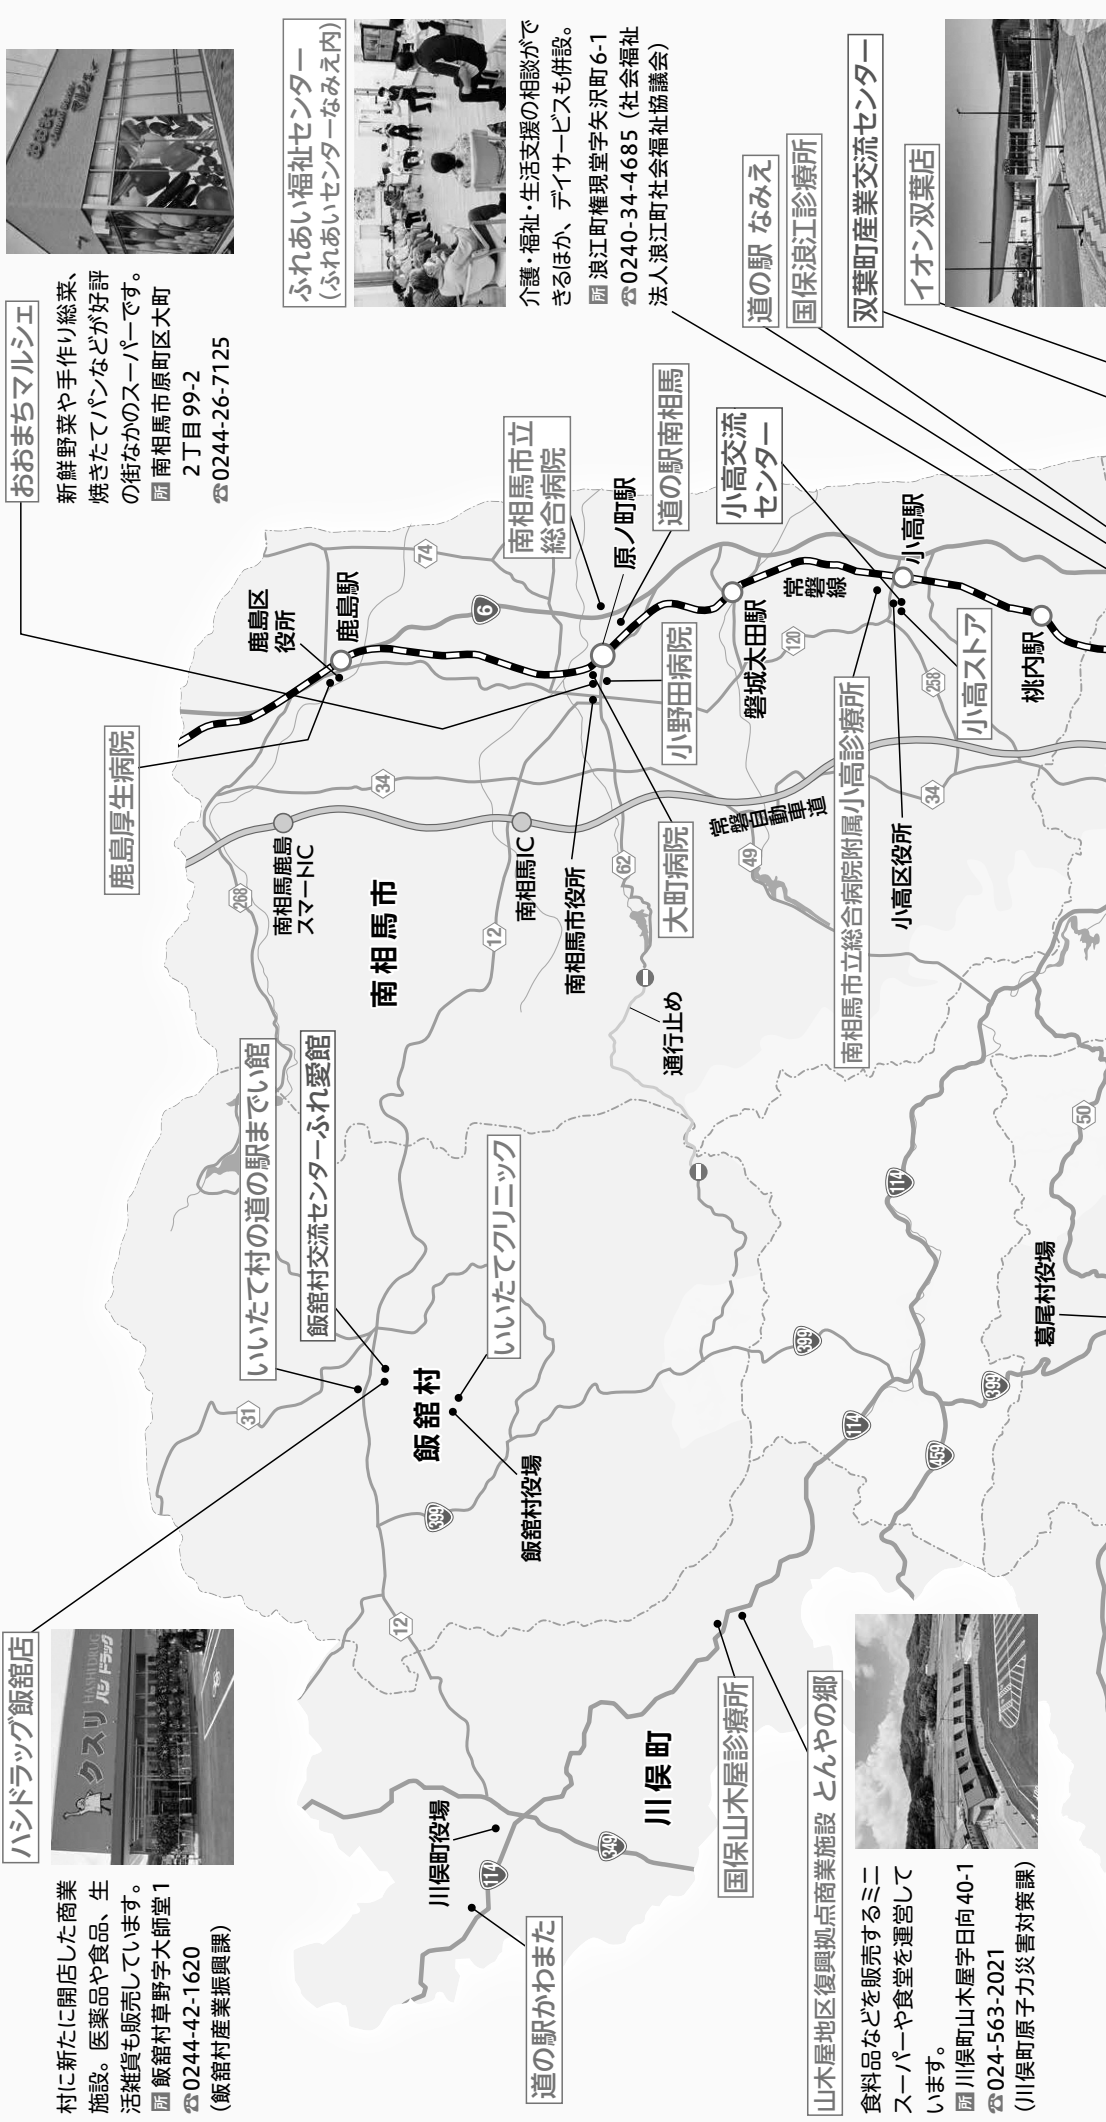 ハシドラッグ飯舘店
クスリ
HASHIDRUG
ハシドラッグ
村に新たに開店した商業
施設。医薬品や食品、生
活雑貨も販売しています。
所 飯舘村草野字大師堂1
☎0244-42-1620
(飯舘村産業振興課)
おおまちマルシェ
新鮮野菜や手作り総菜、
焼きたてパンなどが好評
の街なかのスーパーです。
所 南相馬市原町区大町
2丁目99-2
☎0244-26-7125
ふれあい福祉センター
(ふれあいセンターなみえ内)
介護・福祉・生活支援の相談がで
きるほか、デイサービスも併設。
所 浪江町権現堂字矢沢町6-1
☎0240-34-4685(社会福祉
法人浪江町社会福祉協議会)
道の駅 なみえ
国保浪江診療所
双葉町産業交流センター
イオン双葉店
鹿島厚生病院
鹿島区
役所
鹿島駅
74
6
南相馬市立
総合病院
原ノ町駅
道の駅南相馬
小高交流
センター
小高駅
常磐線
磐城太田駅
小野田病院
120
258
小高ストア
桃内駅
34
南相馬鹿島
スマートIC
268
南相馬市
南相馬IC
12
南相馬市役所
62
大町病院
常磐自動車道
49
南相馬市立総合病院附属小高診療所
小高区役所
34
通行止め
いいたて村の道の駅までい館
飯舘村交流センターふれ愛館
いいたてクリニック
31
飯舘村
飯舘村役場
399
12
114
50
葛尾村役場
399
399
114
459
川俣町
川俣町役場
114
349
道の駅かわまた
国保山木屋診療所
山木屋地区復興拠点商業施設 とんやの郷
食料品などを販売するミニ
スーパーや食堂を運営して
います。
所 川俣町山木屋字日向40-1
☎024-563-2021
(川俣町原子力災害対策課)